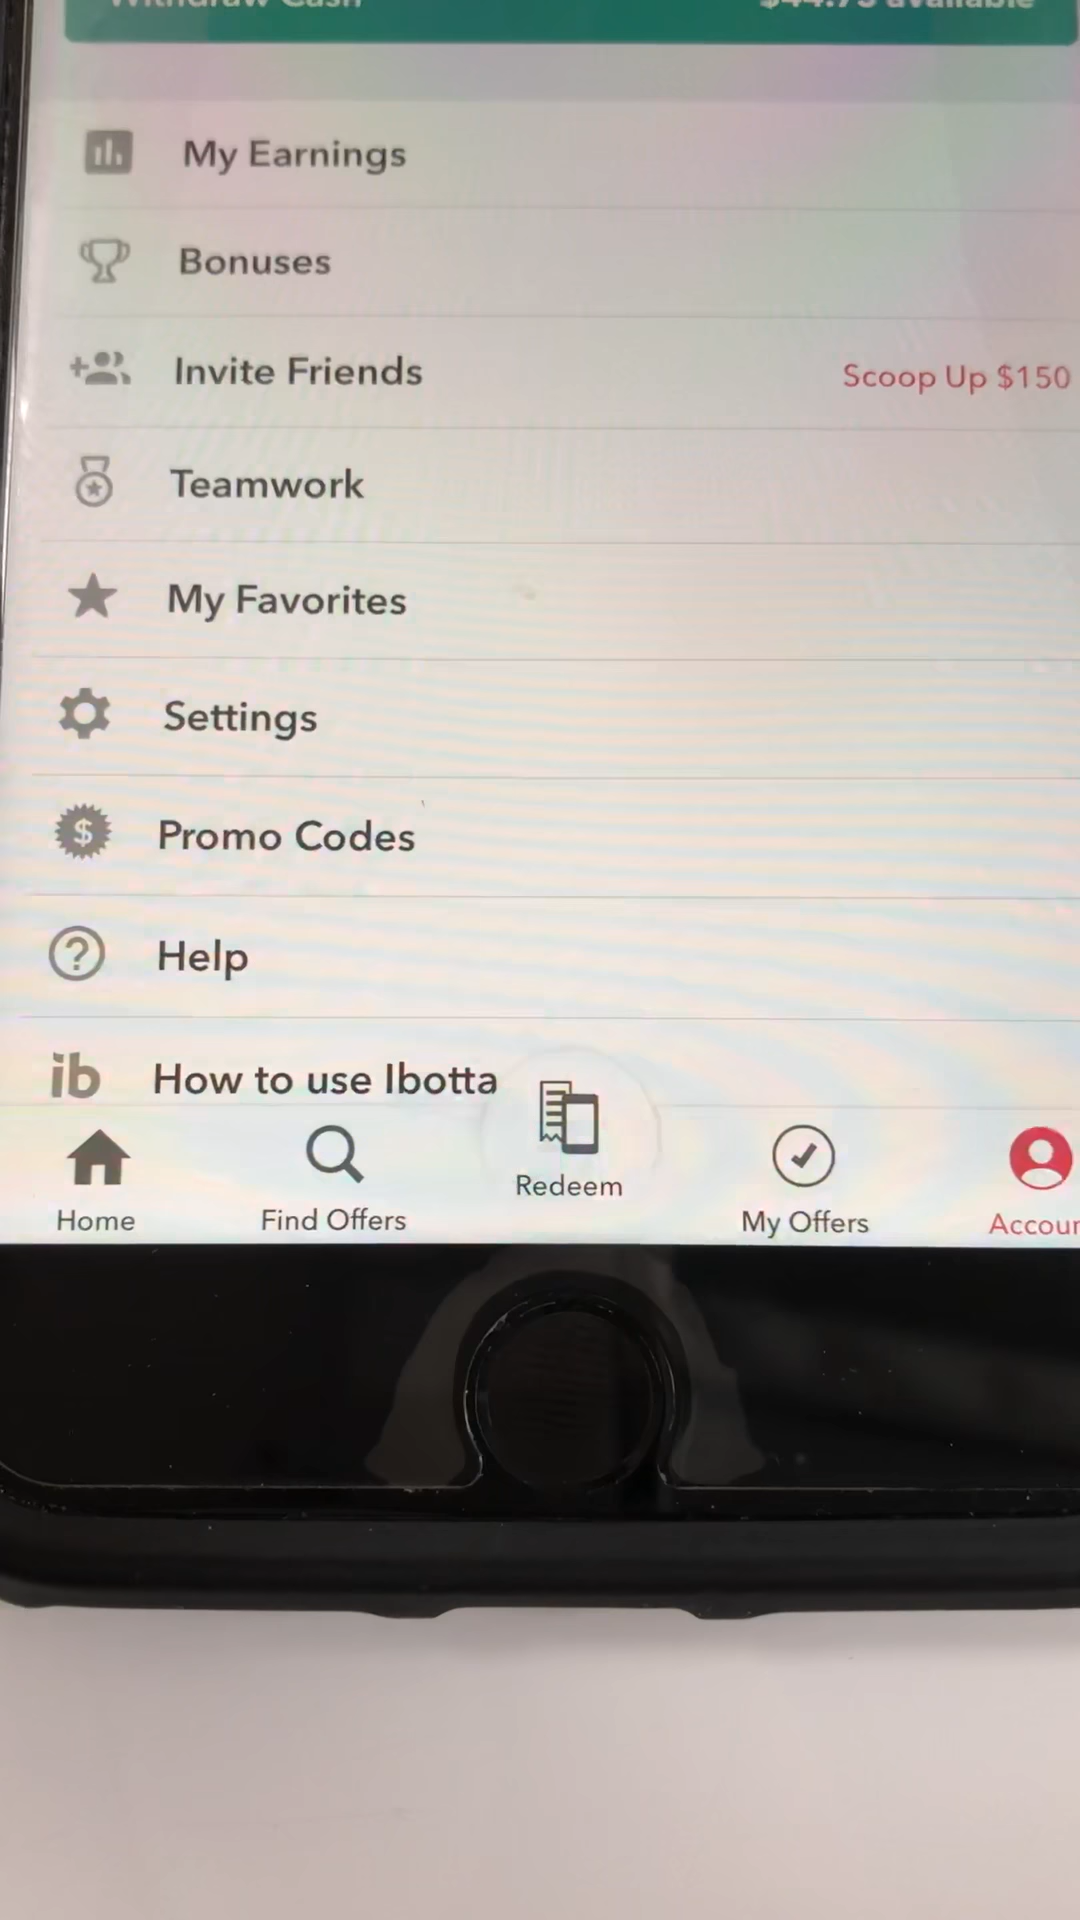 Withdraw Cash $44.75 available
My Earnings
Bonuses
Invite Friends Scoop Up $150
Teamwork
My Favorites
Settings
Promo Codes
Help
ib How to use Ibotta
Home Find Offers Redeem My Offers Accoun